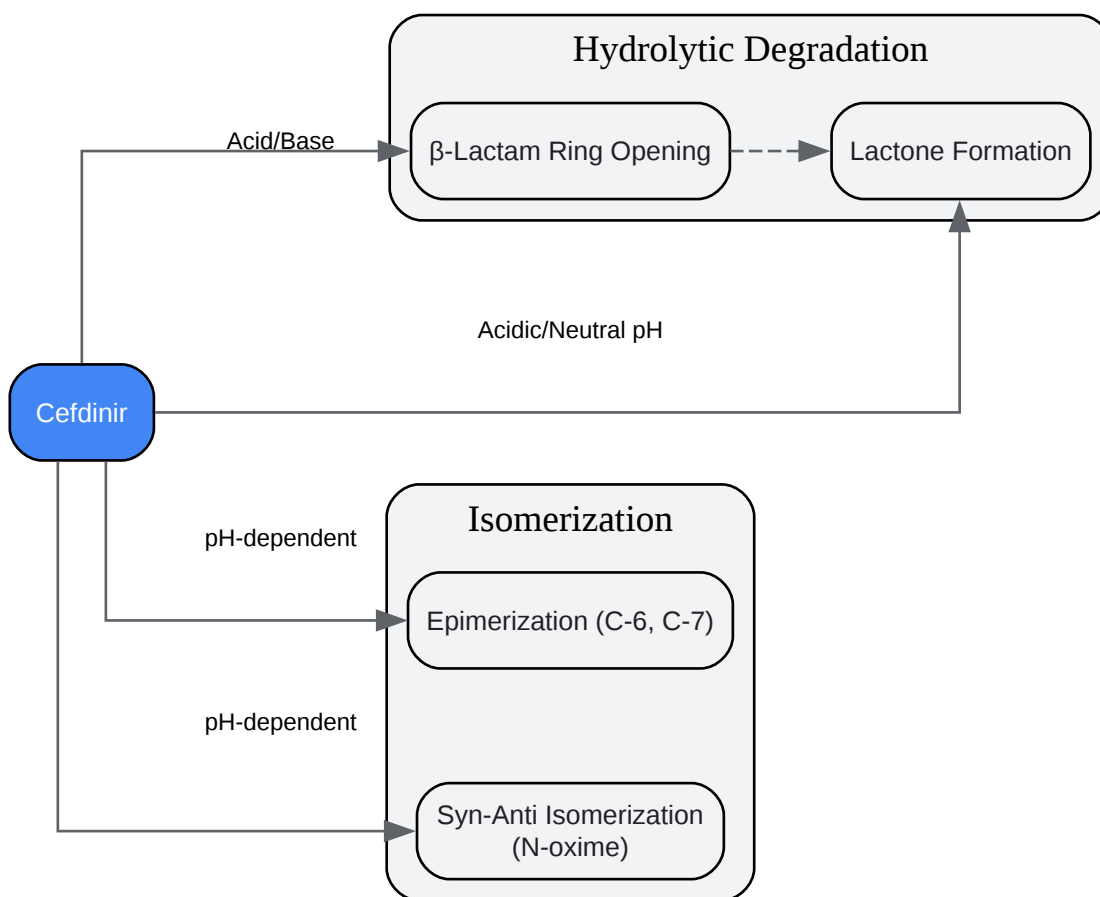 Hydrolytic Degradation
Acid/Base
β-Lactam Ring Opening
Lactone Formation
Acidic/Neutral pH
Cefdinir
Isomerization
pH-dependent
Epimerization (C-6, C-7)
pH-dependent
Syn-Anti Isomerization
(N-oxime)